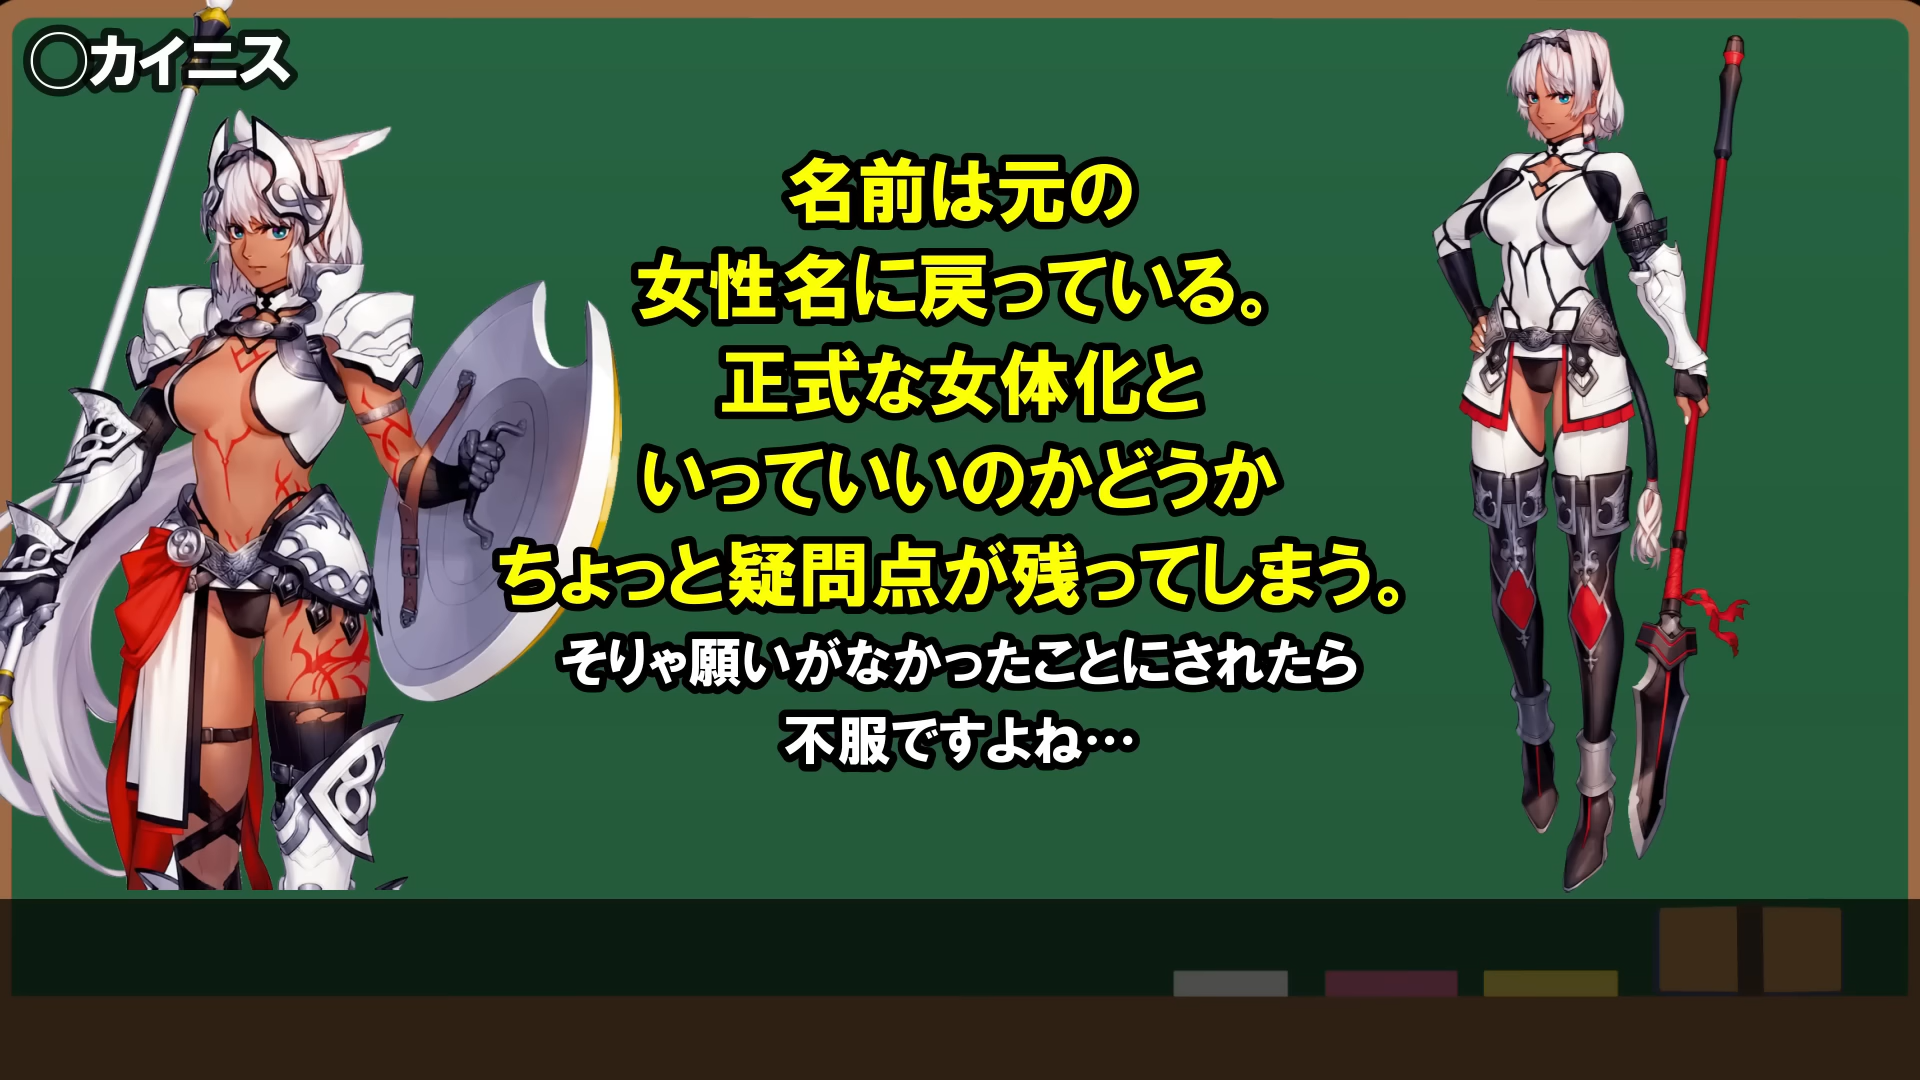 ○カイニス
名前は元の
女性名に戻っている。
正式な女体化と
いっていいのかどうか
ちょっと疑問点が残ってしまう。
そりゃ願いがなかったことにされたら
不服ですよね…